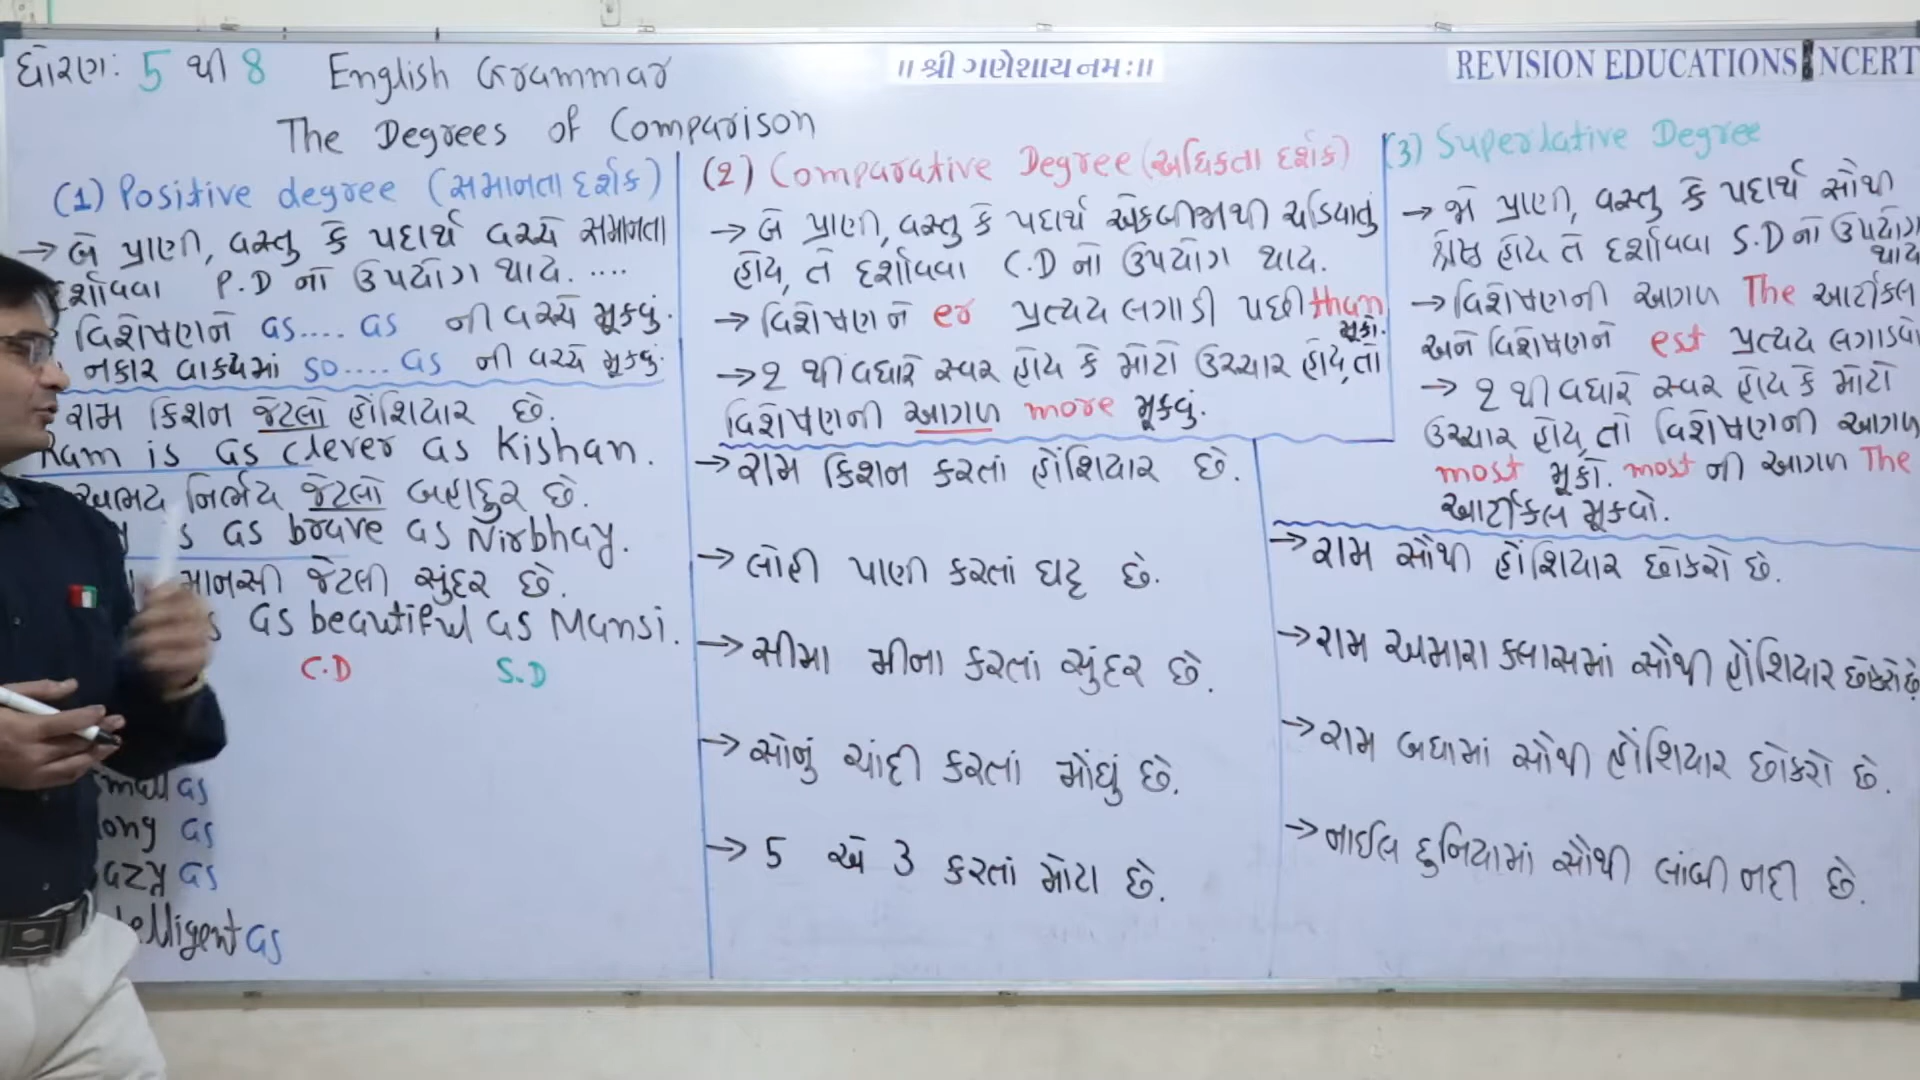 ધોરણ: 5 થી 8 English Grammar
॥ શ્રી ગણેશાય નમઃ ॥
REVISION EDUCATIONS NCERT
The Degrees of Comparison
(1) Positive degree (સમાનતા દર્શક)
→ બે પ્રાણી, વસ્તુ કે પદાર્થ વચ્ચે સમાનતા
દર્શાવવા P.D નો ઉપયોગ થાય. ....
વિશેષણને as.... as ની વચ્ચે મૂકવું.
નકાર વાક્યમાં so.... as ની વચ્ચે મૂકવું.
રામ કિશન જેટલો હોંશિયાર છે.
Ram is as clever as Kishan.
અભય નિર્ભય જેટલો બહાદુર છે.
as brave as Nirbhay.
માનસી જેટલી સુંદર છે.
as beautiful as Mansi.
C.D S.D
small as
long as
as
intelligent as
(2) Comparative Degree (અધિકતા દર્શક)
→ બે પ્રાણી, વસ્તુ કે પદાર્થ એકબીજાથી ચડિયાતું
હોય, તે દર્શાવવા C.D નો ઉપયોગ થાય.
→ વિશેષણને er પ્રત્યય લગાડી પછી than
મૂકો.
→ 2 થી વધારે સ્વર હોય કે મોટો ઉચ્ચાર હોય, તો
વિશેષણની આગળ more મૂકવું.
→ રામ કિશન કરતાં હોંશિયાર છે.
→ લોહી પાણી કરતાં ઘટ્ટ છે.
→ સીમા મીના કરતાં સુંદર છે.
→ સોનું ચાંદી કરતાં મોંઘું છે.
→ 5 એ 3 કરતાં મોટા છે.
(3) Superlative Degree
→ જે પ્રાણી, વસ્તુ કે પદાર્થ સૌથી
શ્રેષ્ઠ હોય તે દર્શાવવા S.D નો ઉપયોગ
થાય
→ વિશેષણની આગળ The આર્ટીકલ
અને વિશેષણને est પ્રત્યય લગાડવો
→ 2 થી વધારે સ્વર હોય કે મોટો
ઉચ્ચાર હોય, તો વિશેષણની આગળ
most મૂકો. most ની આગળ The
આર્ટીકલ મૂકવો.
→ રામ સૌથી હોંશિયાર છોકરો છે.
→ રામ અમારા ક્લાસમાં સૌથી હોંશિયાર છોકરો છે
→ રામ બધામાં સૌથી હોંશિયાર છોકરો છે.
→ નાઈલ દુનિયામાં સૌથી લાંબી નદી છે.